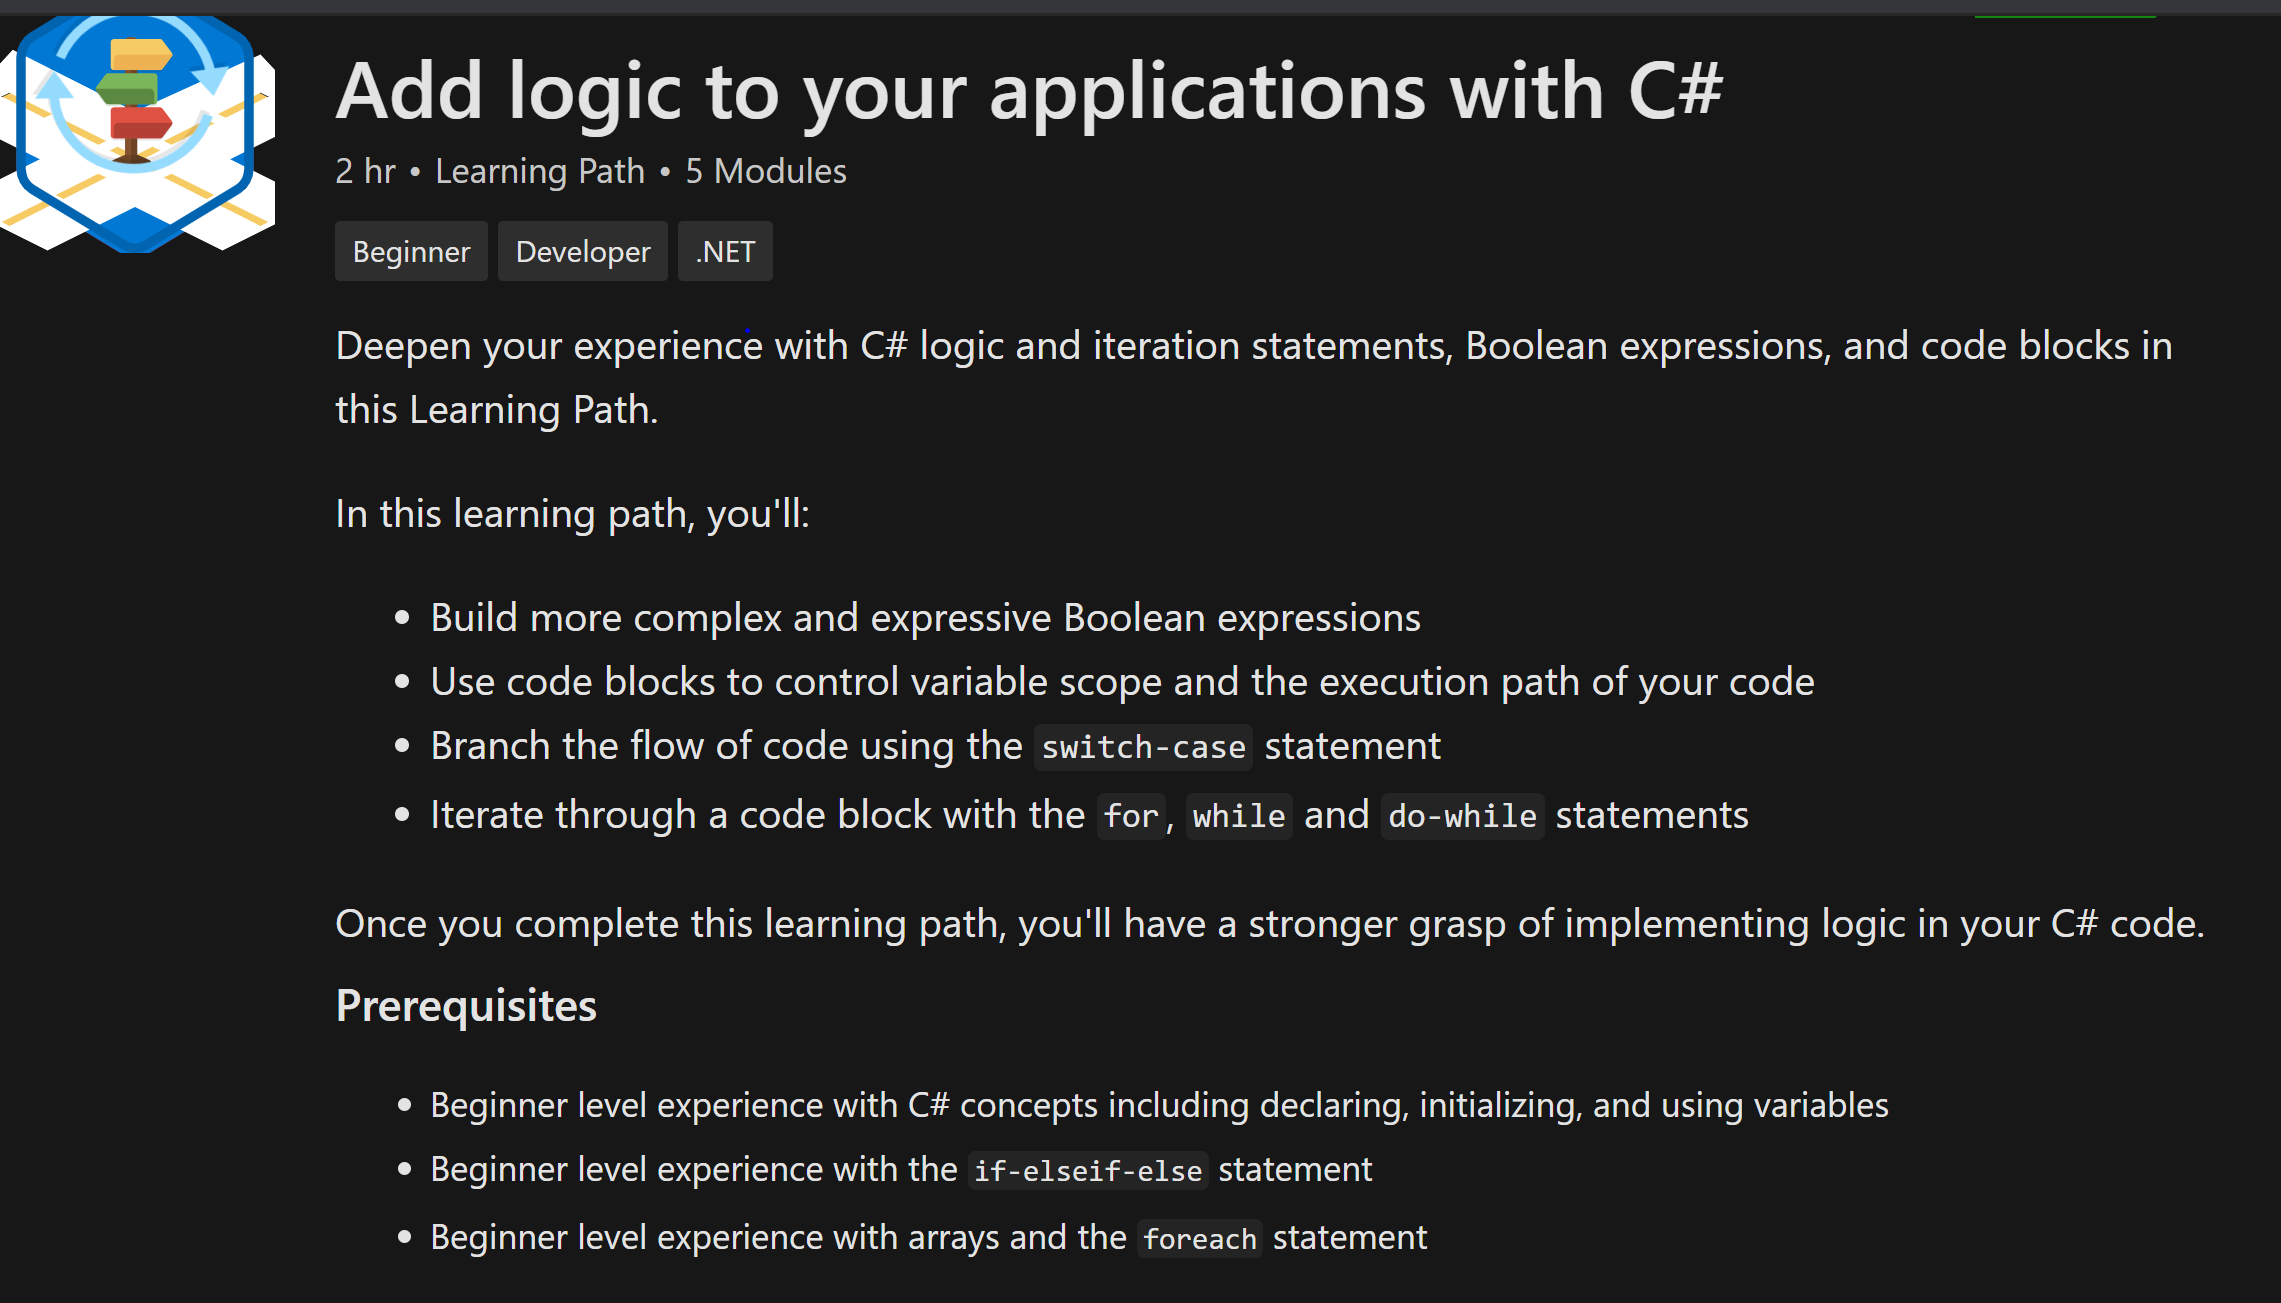 Add logic to your applications with C#
2 hr • Learning Path • 5 Modules
Beginner Developer .NET
Deepen your experience with C# logic and iteration statements, Boolean expressions, and code blocks in
this Learning Path.
In this learning path, you'll:
• Build more complex and expressive Boolean expressions
• Use code blocks to control variable scope and the execution path of your code
• Branch the flow of code using the switch-case statement
• Iterate through a code block with the for, while and do-while statements
Once you complete this learning path, you'll have a stronger grasp of implementing logic in your C# code.
Prerequisites
• Beginner level experience with C# concepts including declaring, initializing, and using variables
• Beginner level experience with the if-elseif-else statement
• Beginner level experience with arrays and the foreach statement